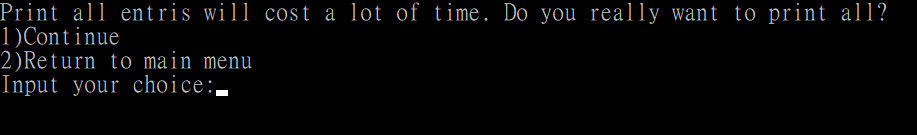 Print all entris will cost a lot of time. Do you really want to print all?
1)Continue
2)Return to main menu
Input your choice: